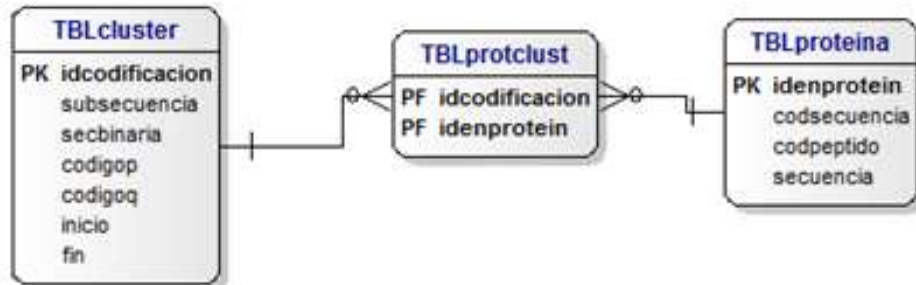 TBLcluster
PK idcodificacion
subsecuencia
secbinaria
codigop
codigoq
inicio
fin
TBLprotclust
PF idcodificacion
PF idenprotein
TBLproteina
PK idenprotein
codsecuencia
codpeptido
secuencia